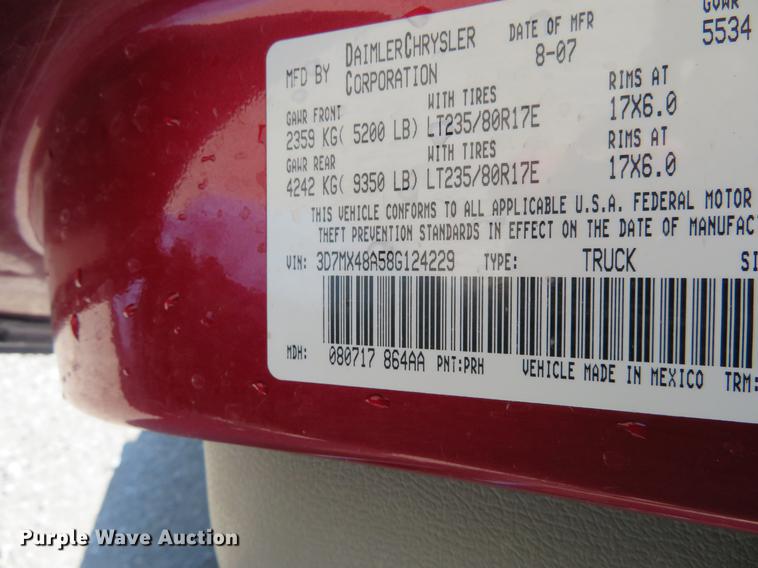 MFD BY DAIMLERCHRYSLER CORPORATION
DATE OF MFR 8-07
GVWR 5534
GAWR FRONT WITH TIRES RIMS AT
2359 KG( 5200 LB) LT235/80R17E 17X6.0
GAWR REAR WITH TIRES RIMS AT
4242 KG( 9350 LB) LT235/80R17E 17X6.0
THIS VEHICLE CONFORMS TO ALL APPLICABLE U.S.A. FEDERAL MOTOR
THEFT PREVENTION STANDARDS IN EFFECT ON THE DATE OF MANUFAC
VIN: 3D7MX48A58G124229 TYPE: TRUCK
MDH: 080717 864AA PNT:PRH VEHICLE MADE IN MEXICO TRM:
Purple Wave Auction